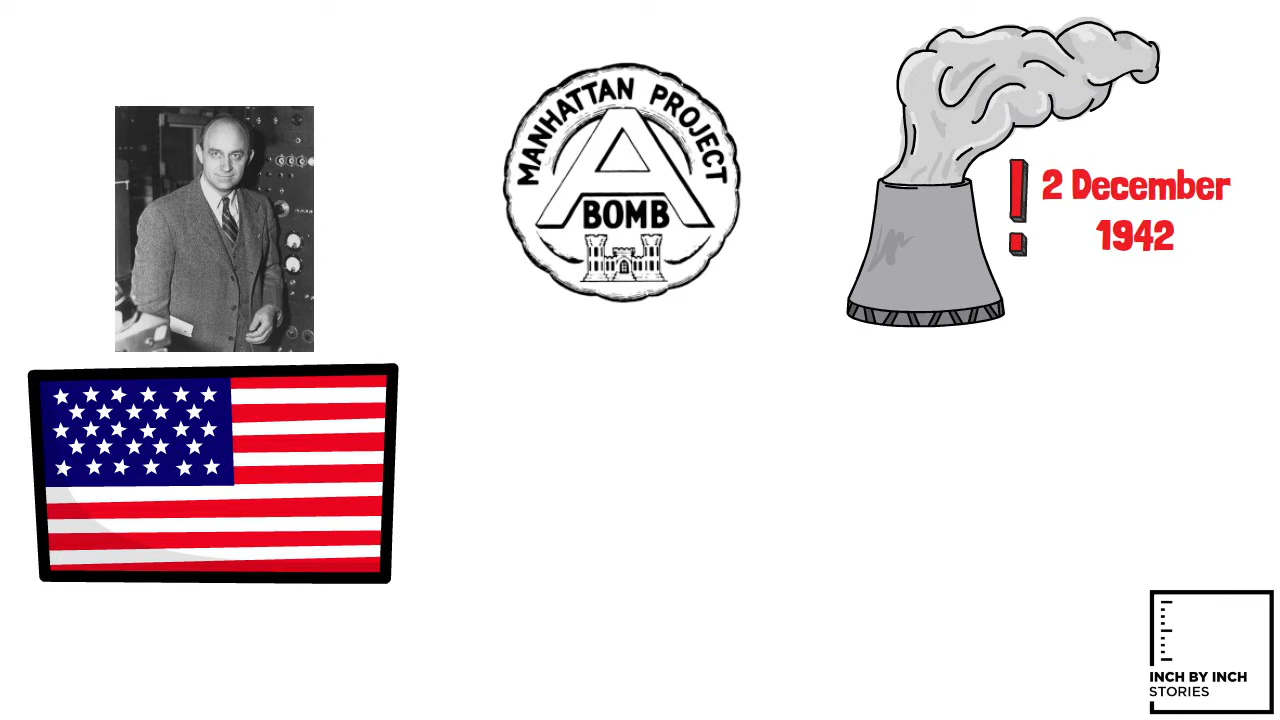 MANHATTAN PROJECT
A
BOMB
2 December
1942
INCH BY INCH
STORIES